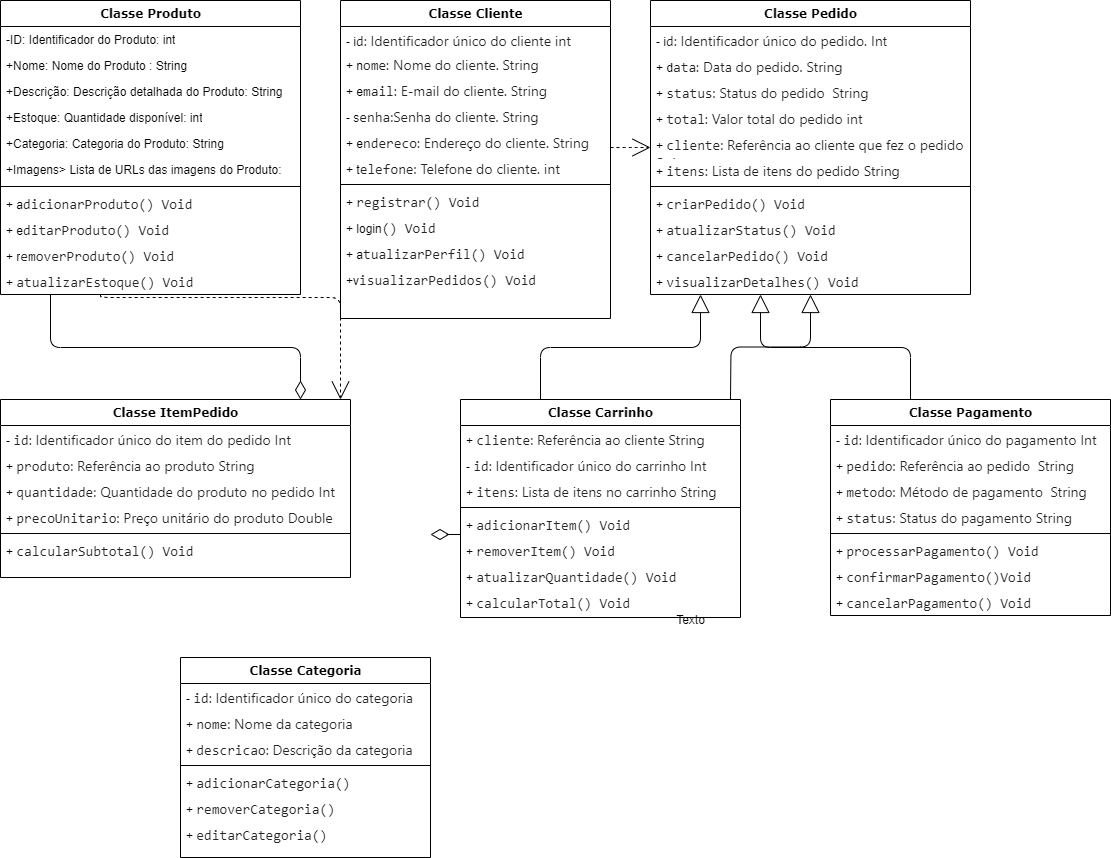 Classe Produto
-ID: Identificador do Produto: int
+Nome: Nome do Produto : String
+Descrição: Descrição detalhada do Produto: String
+Estoque: Quantidade disponível: int
+Categoria: Categoria do Produto: String
+Imagens> Lista de URLs das imagens do Produto:
+ adicionarProduto() Void
+ editarProduto() Void
+ removerProduto() Void
+ atualizarEstoque() Void
Classe Cliente
- id: Identificador único do cliente int
+ nome: Nome do cliente. String
+ email: E-mail do cliente. String
- senha:Senha do cliente. String
+ endereco: Endereço do cliente. String
+ telefone: Telefone do cliente. int
+ registrar() Void
+ login() Void
+ atualizarPerfil() Void
+visualizarPedidos() Void
Classe Pedido
- id: Identificador único do pedido. Int
+ data: Data do pedido. String
+ status: Status do pedido  String
+ total: Valor total do pedido int
+ cliente: Referência ao cliente que fez o pedido
+ itens: Lista de itens do pedido String
+ criarPedido() Void
+ atualizarStatus() Void
+ cancelarPedido() Void
+ visualizarDetalhes() Void
Classe ItemPedido
- id: Identificador único do item do pedido Int
+ produto: Referência ao produto String
+ quantidade: Quantidade do produto no pedido Int
+ precoUnitario: Preço unitário do produto Double
+ calcularSubtotal() Void
Classe Carrinho
+ cliente: Referência ao cliente String
- id: Identificador único do carrinho Int
+ itens: Lista de itens no carrinho String
+ adicionarItem() Void
+ removerItem() Void
+ atualizarQuantidade() Void
+ calcularTotal() Void
Texto
Classe Pagamento
- id: Identificador único do pagamento Int
+ pedido: Referência ao pedido  String
+ metodo: Método de pagamento  String
+ status: Status do pagamento String
+ processarPagamento() Void
+ confirmarPagamento()Void
+ cancelarPagamento() Void
Classe Categoria
- id: Identificador único do categoria
+ nome: Nome da categoria
+ descricao: Descrição da categoria
+ adicionarCategoria()
+ removerCategoria()
+ editarCategoria()